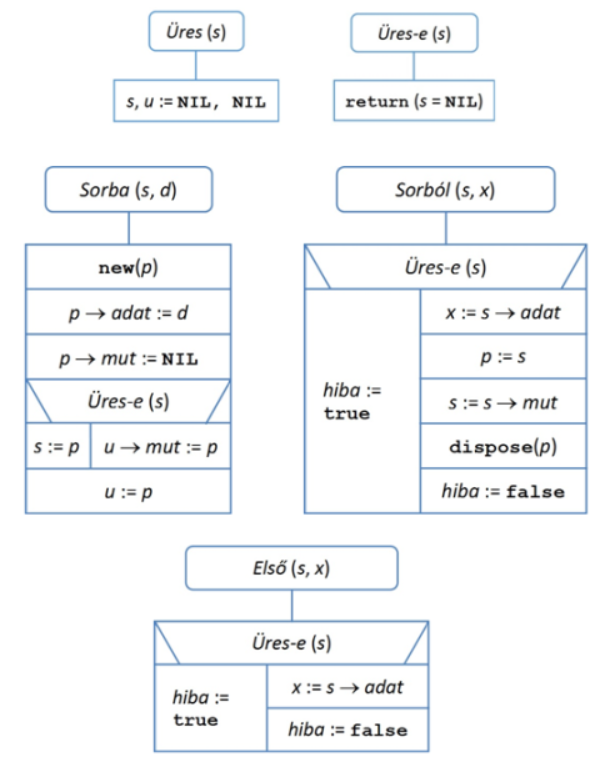 Üres (s)
s, u := NIL, NIL
Üres-e (s)
return (s = NIL)
Sorba (s, d)
new(p)
p → adat := d
p → mut := NIL
Üres-e (s)
s := p
u → mut := p
u := p
Sorból (s, x)
Üres-e (s)
hiba :=
true
x := s → adat
p := s
s := s → mut
dispose(p)
hiba := false
Első (s, x)
Üres-e (s)
hiba :=
true
x := s → adat
hiba := false